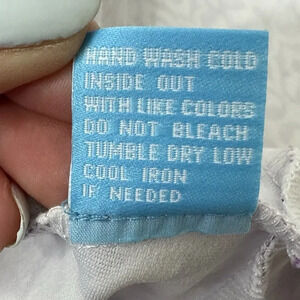 HAND WASH COLD
INSIDE OUT
WITH LIKE COLORS
DO NOT BLEACH
TUMBLE DRY LOW
COOL IRON
IF NEEDED